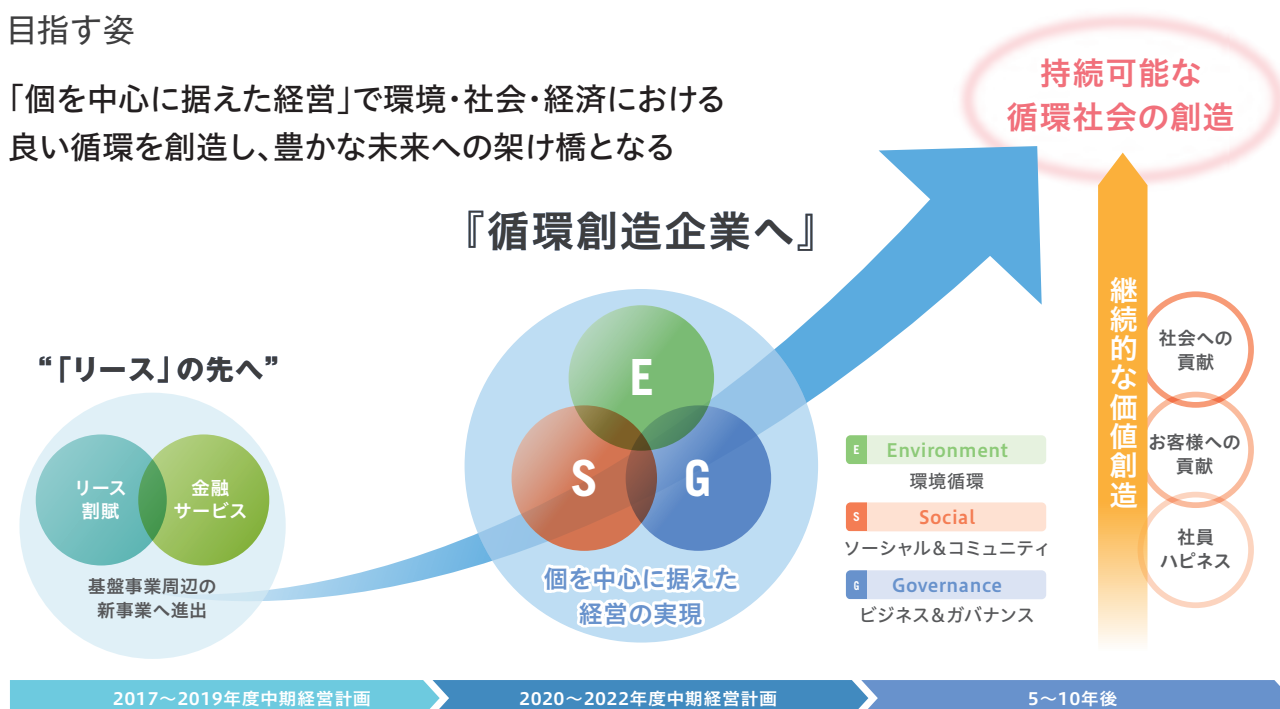 目指す姿
「個を中心に据えた経営」で環境・社会・経済における
良い循環を創造し、豊かな未来への架け橋となる
持続可能な
循環社会の創造
『循環創造企業へ』
“「リース」の先へ”
リース
割賦
金融
サービス
基盤事業周辺の
新事業へ進出
E
S
G
個を中心に据えた
経営の実現
E Environment
環境循環
S Social
ソーシャル&コミュニティ
G Governance
ビジネス&ガバナンス
継続的な価値創造
社会への
貢献
お客様への
貢献
社員
ハピネス
2017〜2019年度中期経営計画
2020〜2022年度中期経営計画
5〜10年後